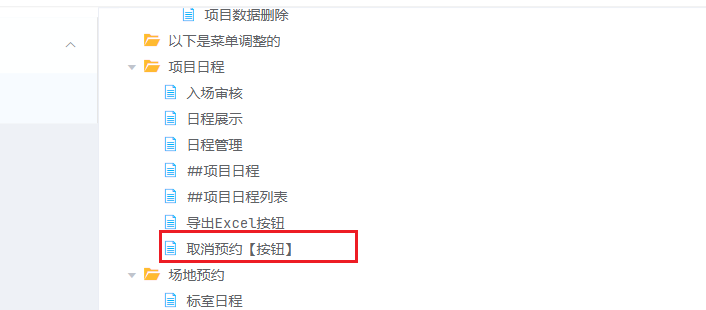 项目数据删除
以下是菜单调整的
项目日程
入场审核
日程展示
日程管理
##项目日程
##项目日程列表
导出Excel按钮
取消预约【按钮】
场地预约
标室日程